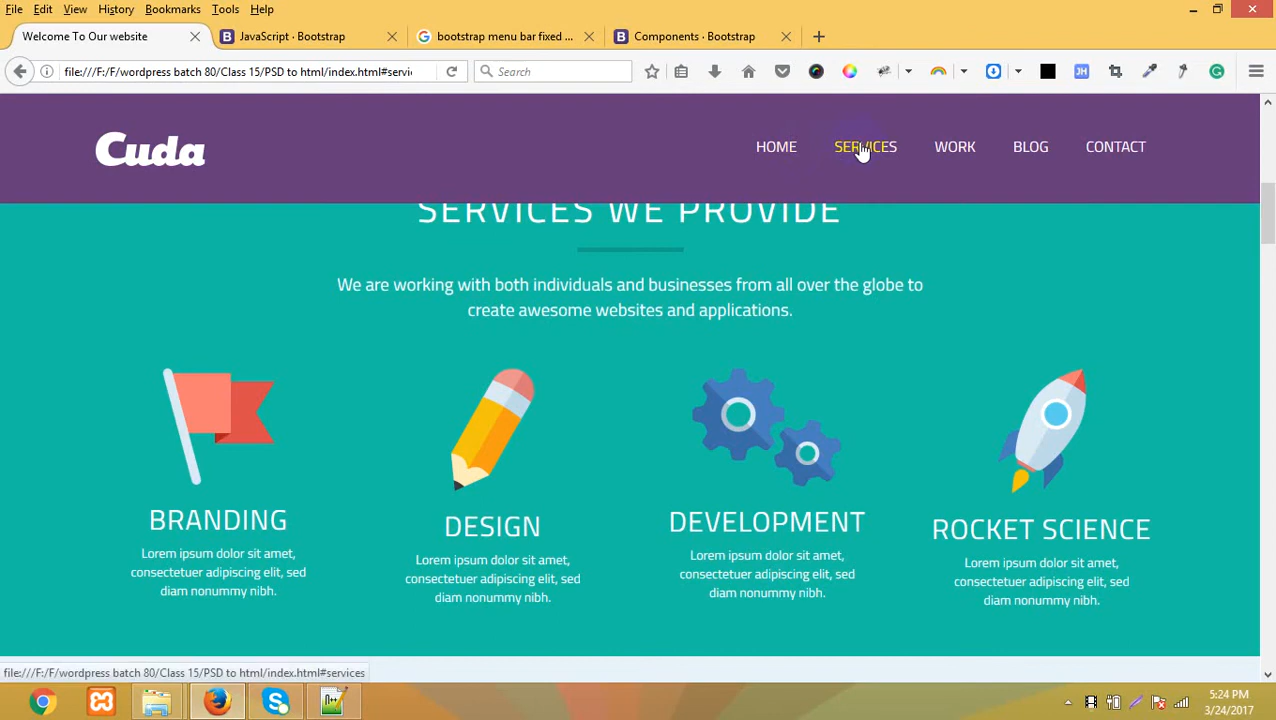 File Edit View History Bookmarks Tools Help
Welcome To Our website
JavaScript · Bootstrap
bootstrap menu bar fixed ...
Components · Bootstrap
file:///F:/F/wordpress batch 80/Class 15/PSD to html/index.html#servi
Search
JH
Cuda
HOME SERVICES WORK BLOG CONTACT
SERVICES WE PROVIDE
We are working with both individuals and businesses from all over the globe to
create awesome websites and applications.
BRANDING
Lorem ipsum dolor sit amet,
consectetuer adipiscing elit, sed
diam nonummy nibh.
DESIGN
Lorem ipsum dolor sit amet,
consectetuer adipiscing elit, sed
diam nonummy nibh.
DEVELOPMENT
Lorem ipsum dolor sit amet,
consectetuer adipiscing elit, sed
diam nonummy nibh.
ROCKET SCIENCE
Lorem ipsum dolor sit amet,
consectetuer adipiscing elit, sed
diam nonummy nibh.
file:///F:/F/wordpress batch 80/Class 15/PSD to html/index.html#services
5:24 PM
3/24/2017